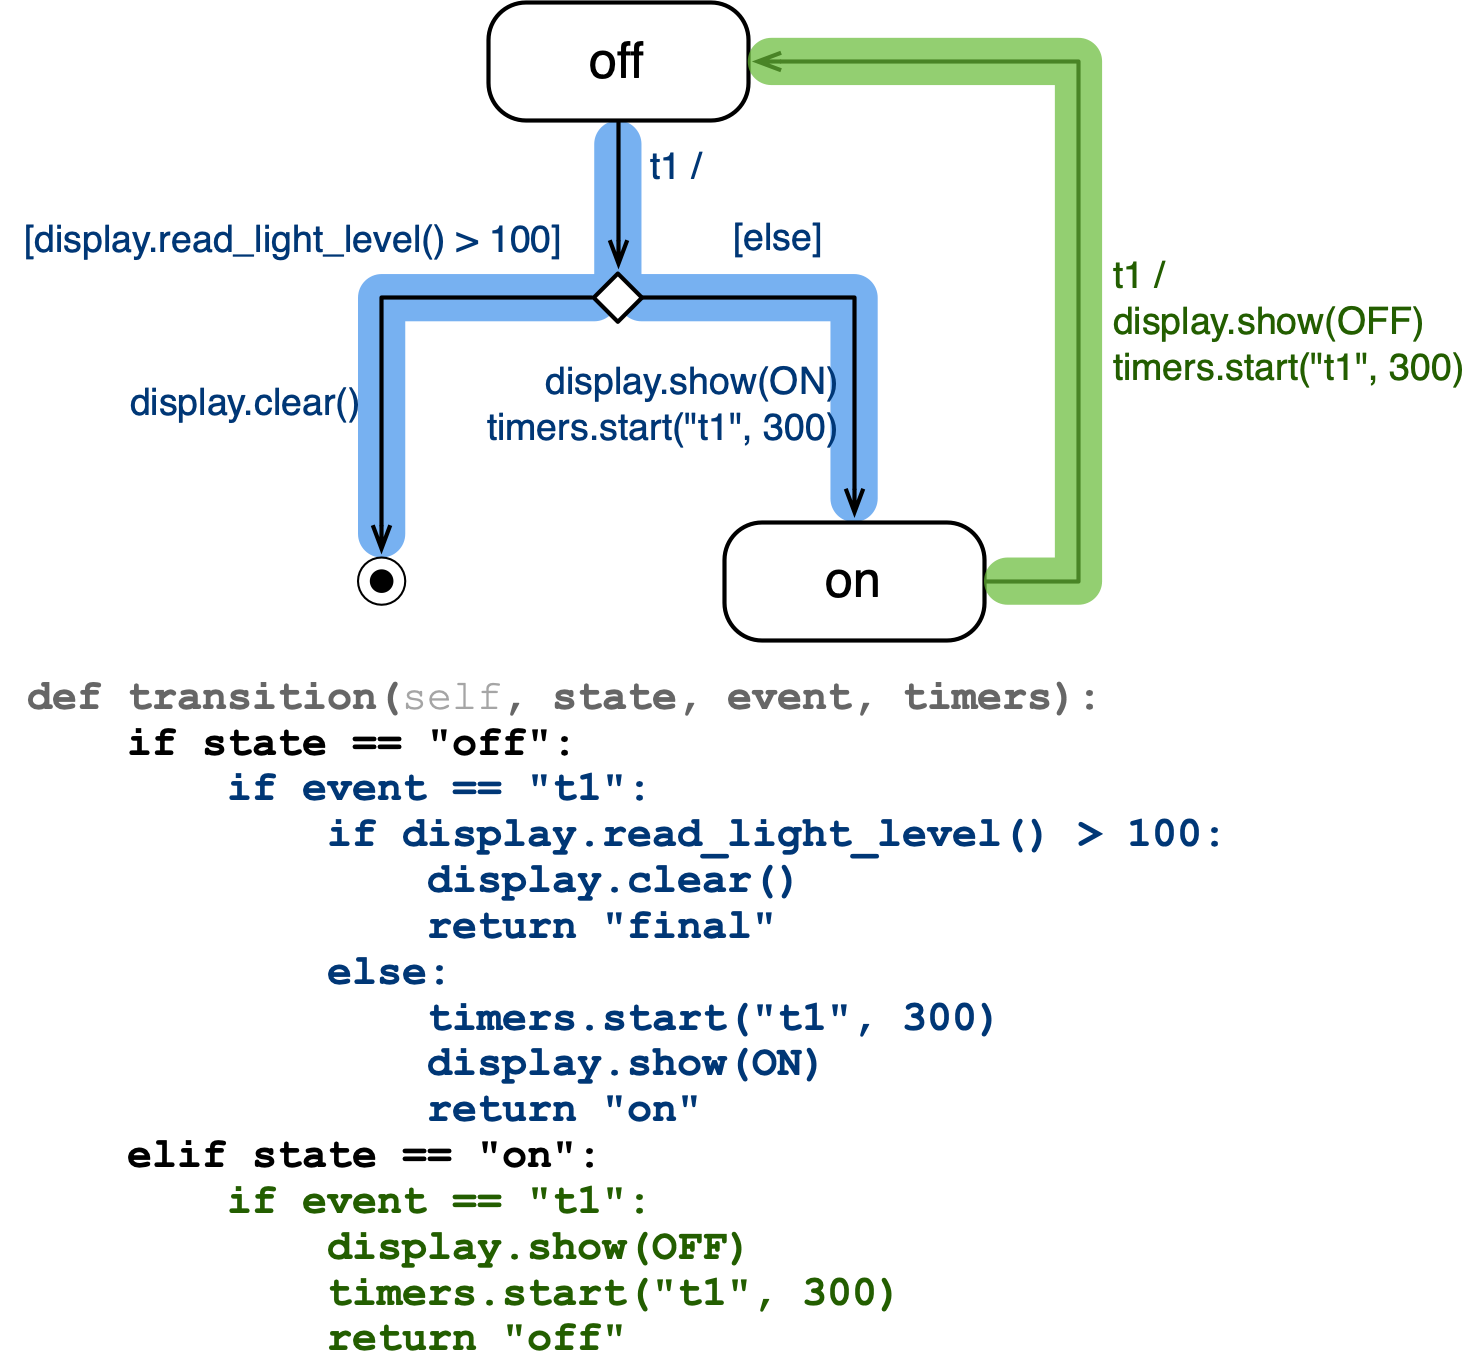 off
t1 /
[display.read_light_level() > 100]
[else]
t1 /
display.show(OFF)
timers.start("t1", 300)
display.clear()
display.show(ON)
timers.start("t1", 300)
on
def transition(self, state, event, timers):
    if state == "off":
        if event == "t1":
            if display.read_light_level() > 100:
                display.clear()
                return "final"
            else:
                timers.start("t1", 300)
                display.show(ON)
                return "on"
    elif state == "on":
        if event == "t1":
            display.show(OFF)
            timers.start("t1", 300)
            return "off"